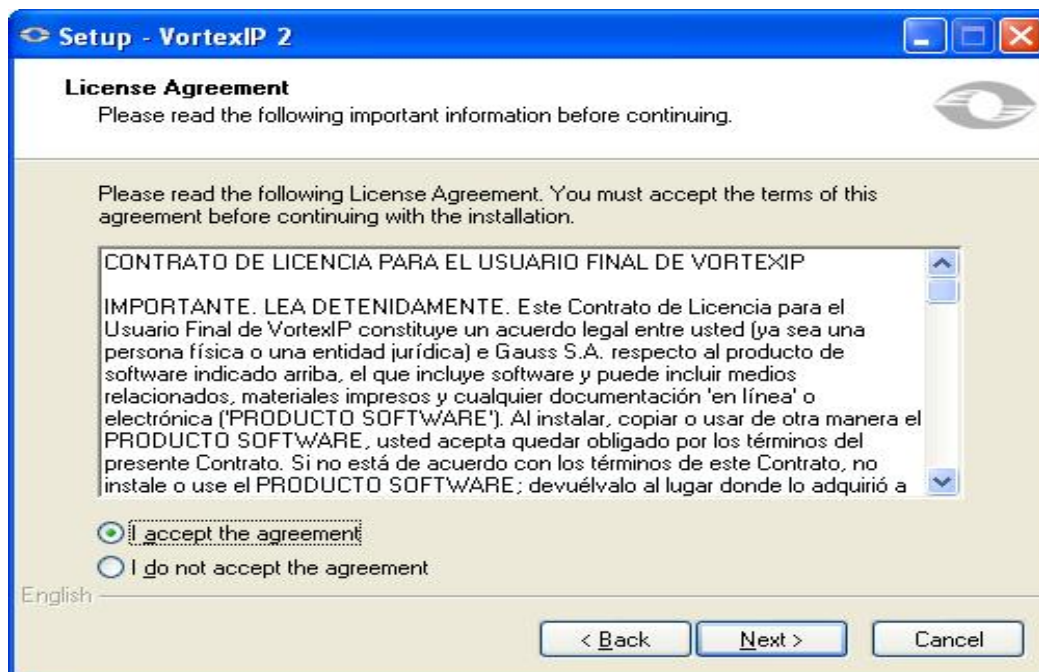 Setup - VortexIP 2
License Agreement
Please read the following important information before continuing.
Please read the following License Agreement. You must accept the terms of this
agreement before continuing with the installation.
CONTRATO DE LICENCIA PARA EL USUARIO FINAL DE VORTEXIP
IMPORTANTE. LEA DETENIDAMENTE. Este Contrato de Licencia para el
Usuario Final de VortexIP constituye un acuerdo legal entre usted (ya sea una
persona física o una entidad jurídica) e Gauss S.A. respecto al producto de
software indicado arriba, el que incluye software y puede incluir medios
relacionados, materiales impresos y cualquier documentación 'en línea' o
electrónica ('PRODUCTO SOFTWARE'). Al instalar, copiar o usar de otra manera el
PRODUCTO SOFTWARE, usted acepta quedar obligado por los términos del
presente Contrato. Si no está de acuerdo con los términos de este Contrato, no
instale o use el PRODUCTO SOFTWARE; devuélvalo al lugar donde lo adquirió a
I accept the agreement
I do not accept the agreement
English
< Back Next > Cancel